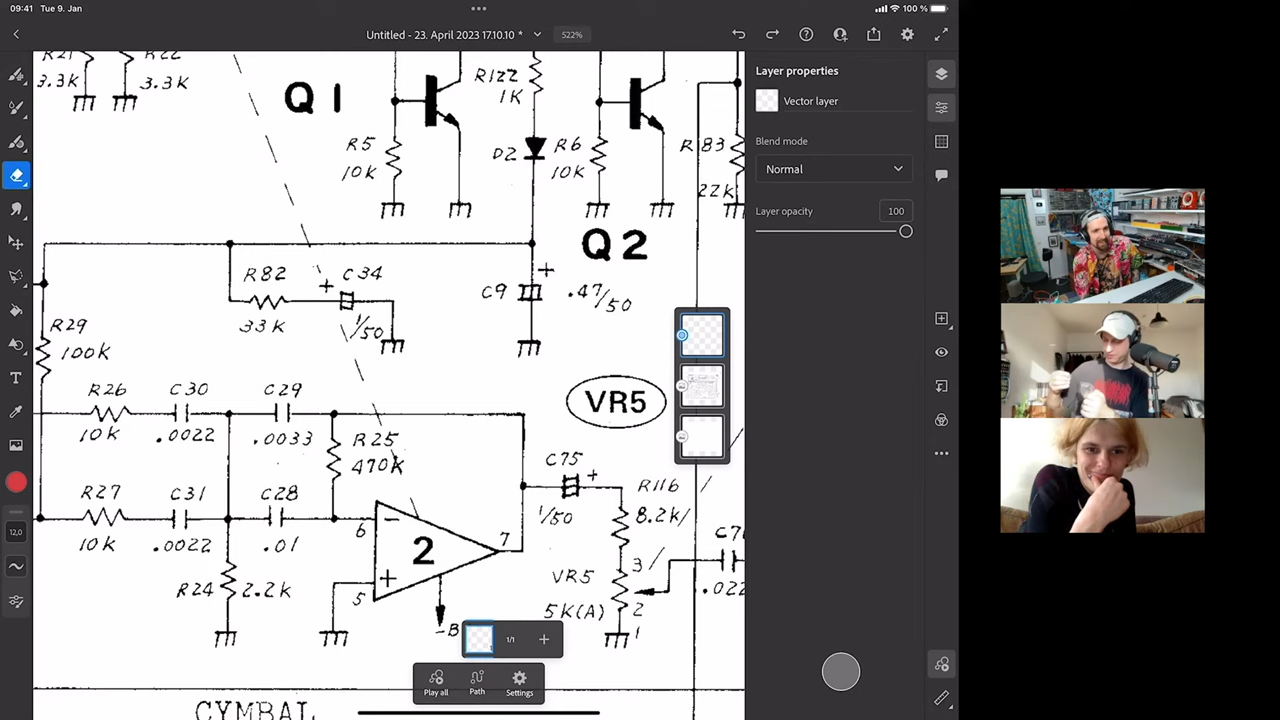 09:41 Tue 9. Jan
100 %
Untitled - 23. April 2023 17.10.10 *
522%
Layer properties
Vector layer
Blend mode
Normal
Layer opacity
100
R21
R22
3.3K
3.3K
Q1
R122
1K
R5
10K
D2
R6
10K
R83
22K
Q2
R82
33K
+
C34
1/50
C9
+
.47/50
R29
100K
R26
10K
C30
.0022
C29
.0033
R25
470K
VR5
C75
+
1/50
R116
8.2K
R27
10K
C31
.0022
C28
.01
6
−
2
7
+
5
R24
2.2K
-B
VR5
5K(A)
3
2
1
.022
12,0
1/1
Play all
Path
Settings
CYMBAL